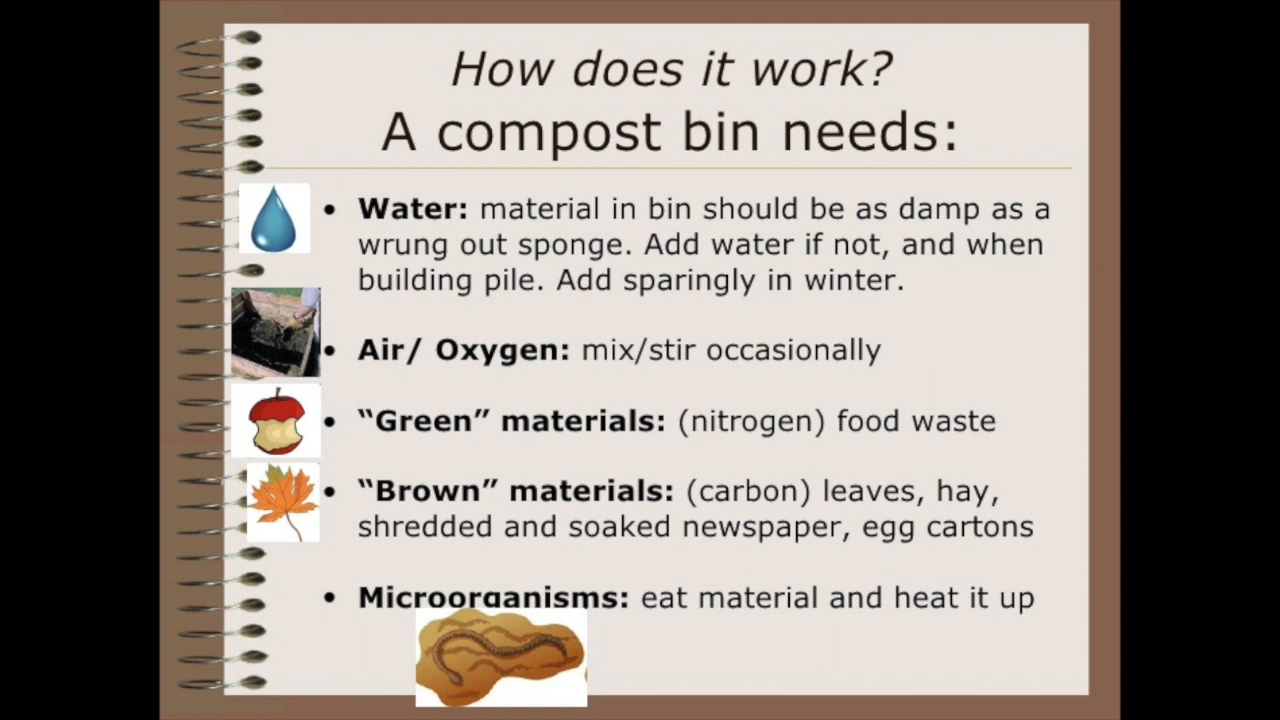 How does it work?
A compost bin needs:
• Water: material in bin should be as damp as a
wrung out sponge. Add water if not, and when
building pile. Add sparingly in winter.
• Air/ Oxygen: mix/stir occasionally
• “Green” materials: (nitrogen) food waste
• “Brown” materials: (carbon) leaves, hay,
shredded and soaked newspaper, egg cartons
• Microorganisms: eat material and heat it up